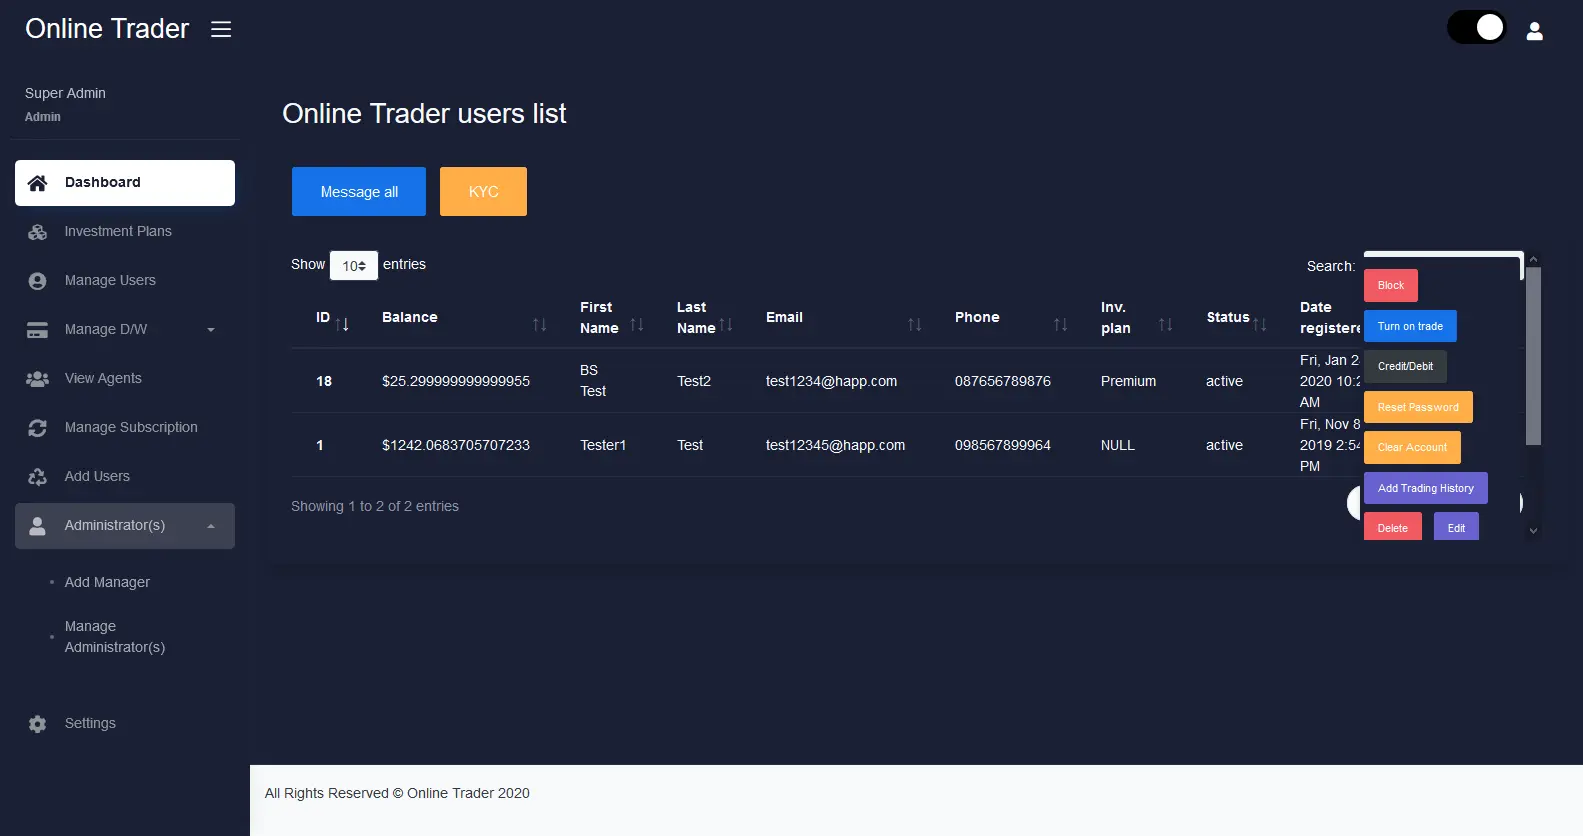 Online Trader
Super Admin
Admin
Dashboard
Investment Plans
Manage Users
Manage D/W
View Agents
Manage Subscription
Add Users
Administrator(s)
Add Manager
Manage
Administrator(s)
Settings
Online Trader users list
Message all
KYC
Show 10 entries
Search:
ID
Balance
First
Name
Last
Name
Email
Phone
Inv.
plan
Status
Date
registere
18
$25.299999999999955
BS
Test
Test2
test1234@happ.com
087656789876
Premium
active
Fri, Jan 2
2020 10:2
AM
1
$1242.0683705707233
Tester1
Test
test12345@happ.com
098567899964
NULL
active
Fri, Nov 8
2019 2:54
PM
Showing 1 to 2 of 2 entries
Block
Turn on trade
Credit/Debit
Reset Password
Clear Account
Add Trading History
Delete
Edit
All Rights Reserved © Online Trader 2020